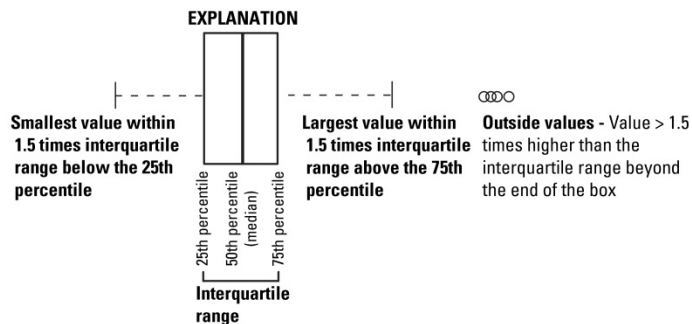 EXPLANATION
Smallest value within
1.5 times interquartile
range below the 25th
percentile
Largest value within
1.5 times interquartile
range above the 75th
percentile
Outside values - Value > 1.5
times higher than the
interquartile range beyond
the end of the box
25th percentile
50th percentile
(median)
75th percentile
Interquartile
range